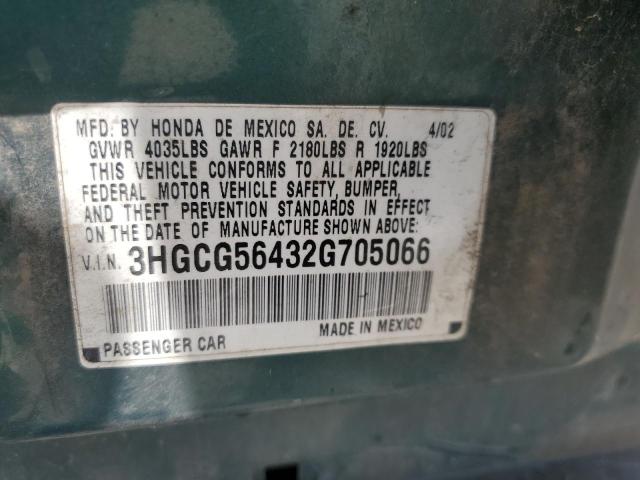 MFD. BY HONDA DE MEXICO SA. DE. CV. 4/02
GVWR 4035LBS GAWR F 2180LBS R 1920LBS
THIS VEHICLE CONFORMS TO ALL APPLICABLE
FEDERAL MOTOR VEHICLE SAFETY, BUMPER,
AND THEFT PREVENTION STANDARDS IN EFFECT
ON THE DATE OF MANUFACTURE SHOWN ABOVE.
V.I.N. 3HGCG56432G705066
PASSENGER CAR MADE IN MEXICO